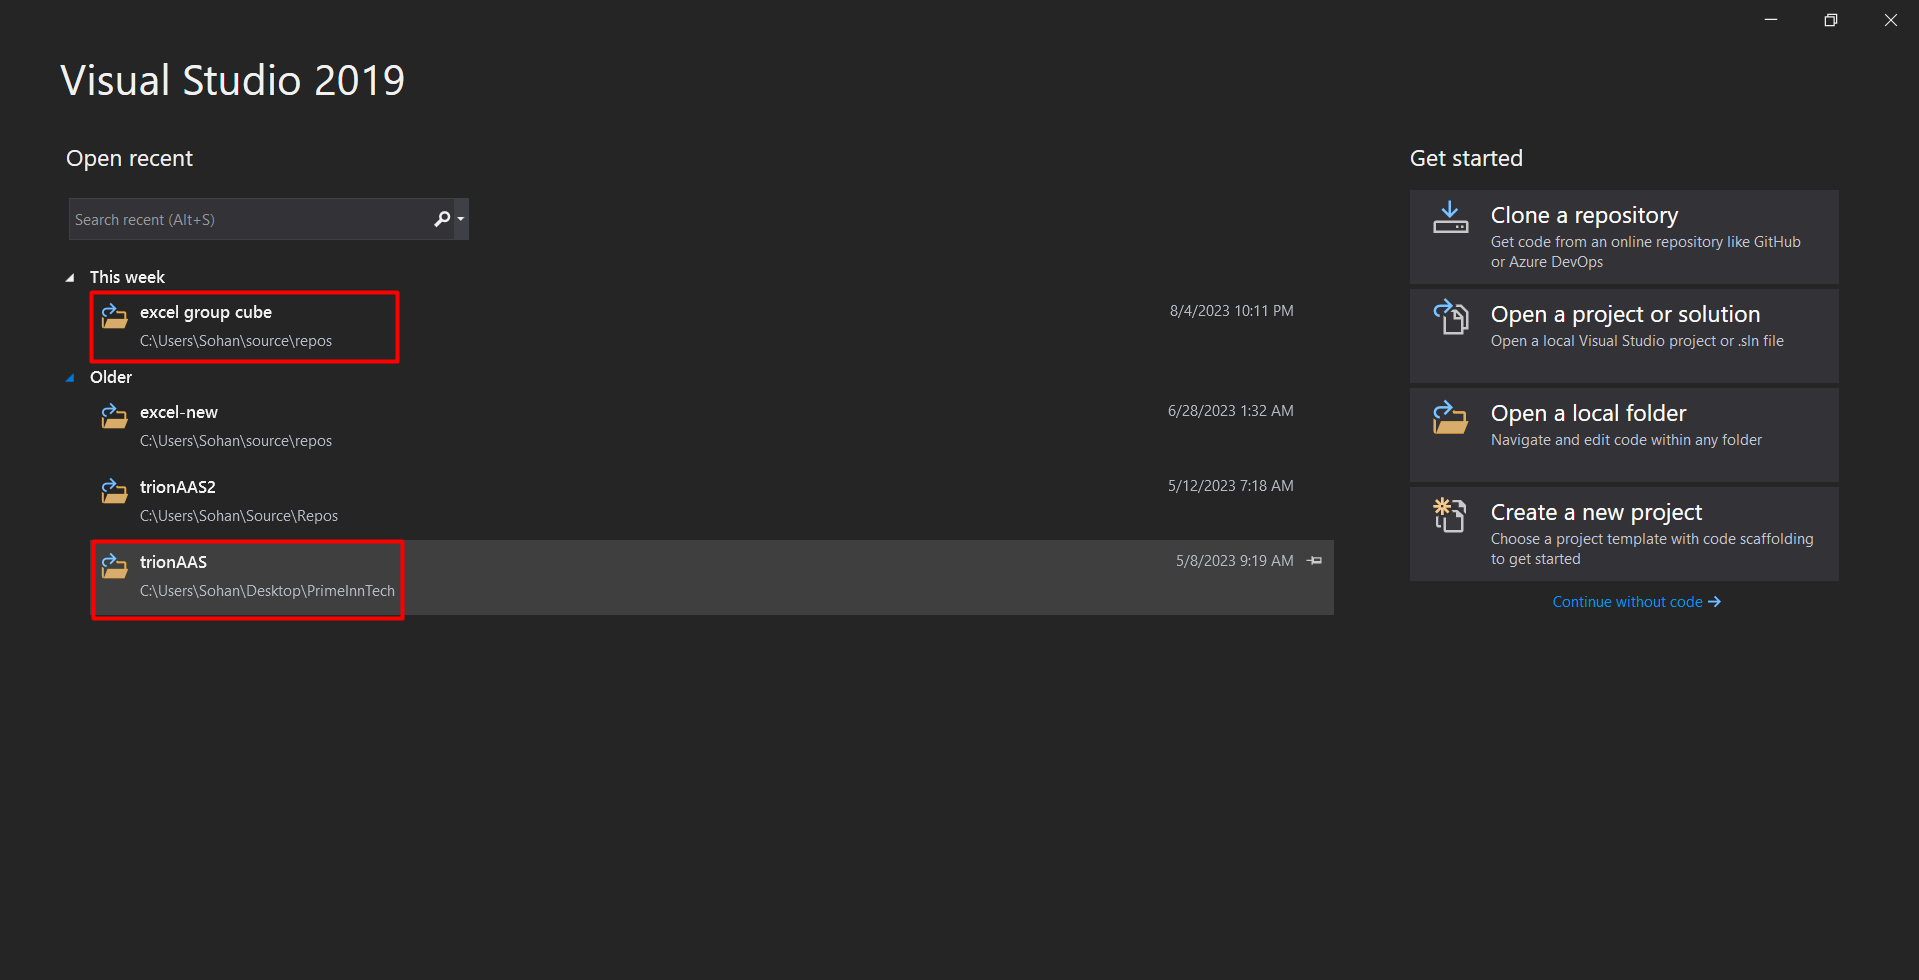 Visual Studio 2019
Open recent
Search recent (Alt+S)
This week
excel group cube
8/4/2023 10:11 PM
C:\Users\Sohan\source\repos
Older
excel-new
6/28/2023 1:32 AM
C:\Users\Sohan\source\repos
trionAAS2
5/12/2023 7:18 AM
C:\Users\Sohan\Source\Repos
trionAAS
5/8/2023 9:19 AM
C:\Users\Sohan\Desktop\PrimeInnTech
Get started
Clone a repository
Get code from an online repository like GitHub
or Azure DevOps
Open a project or solution
Open a local Visual Studio project or .sln file
Open a local folder
Navigate and edit code within any folder
Create a new project
Choose a project template with code scaffolding
to get started
Continue without code